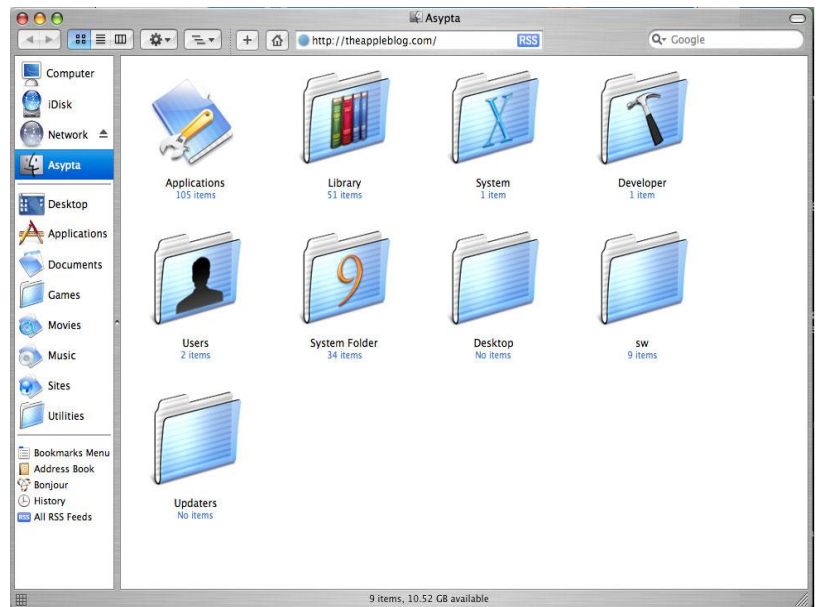 Asypta
http://theappleblog.com/
RSS
Google
Computer
iDisk
Network
Asypta
Desktop
Applications
Documents
Games
Movies
Music
Sites
Utilities
Bookmarks Menu
Address Book
Bonjour
History
RSS All RSS Feeds
Applications
105 items
Library
51 items
System
1 item
Developer
1 item
Users
2 items
System Folder
34 items
Desktop
No items
sw
9 items
Updaters
No items
9 items, 10.52 GB available